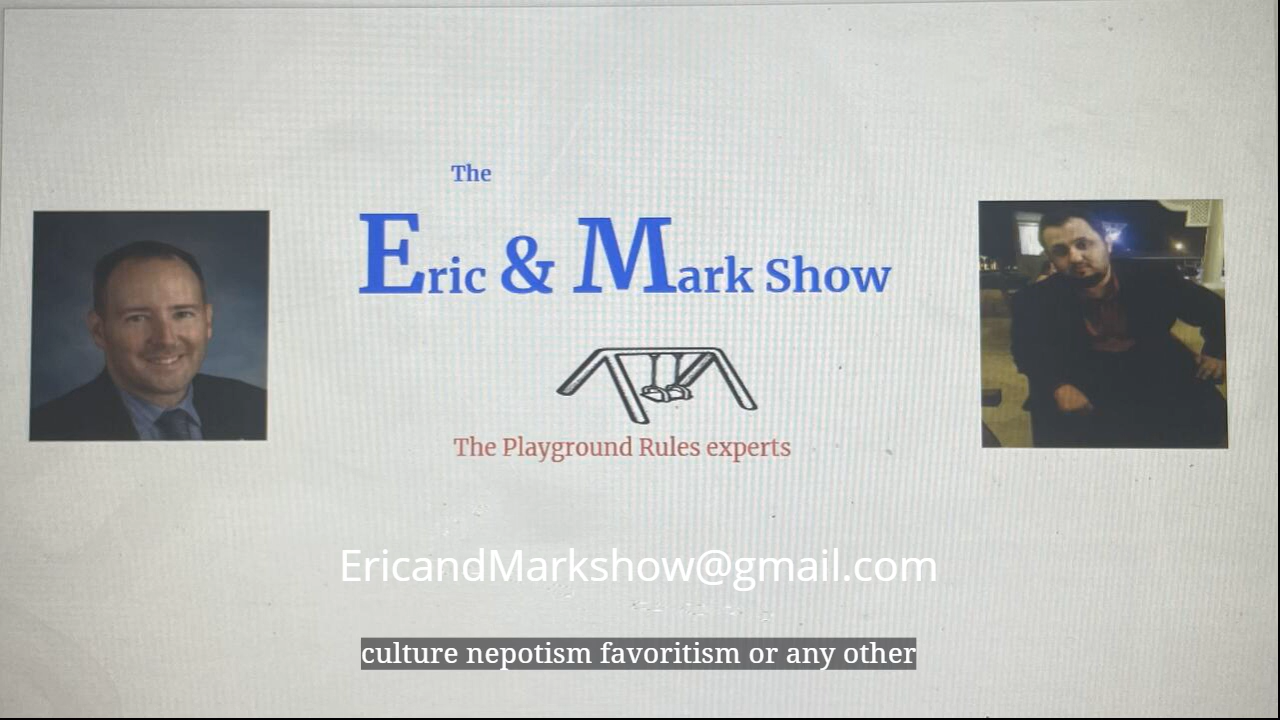 The
Eric & Mark Show
The Playground Rules experts
EricandMarkshow@gmail.com
culture nepotism favoritism or any other